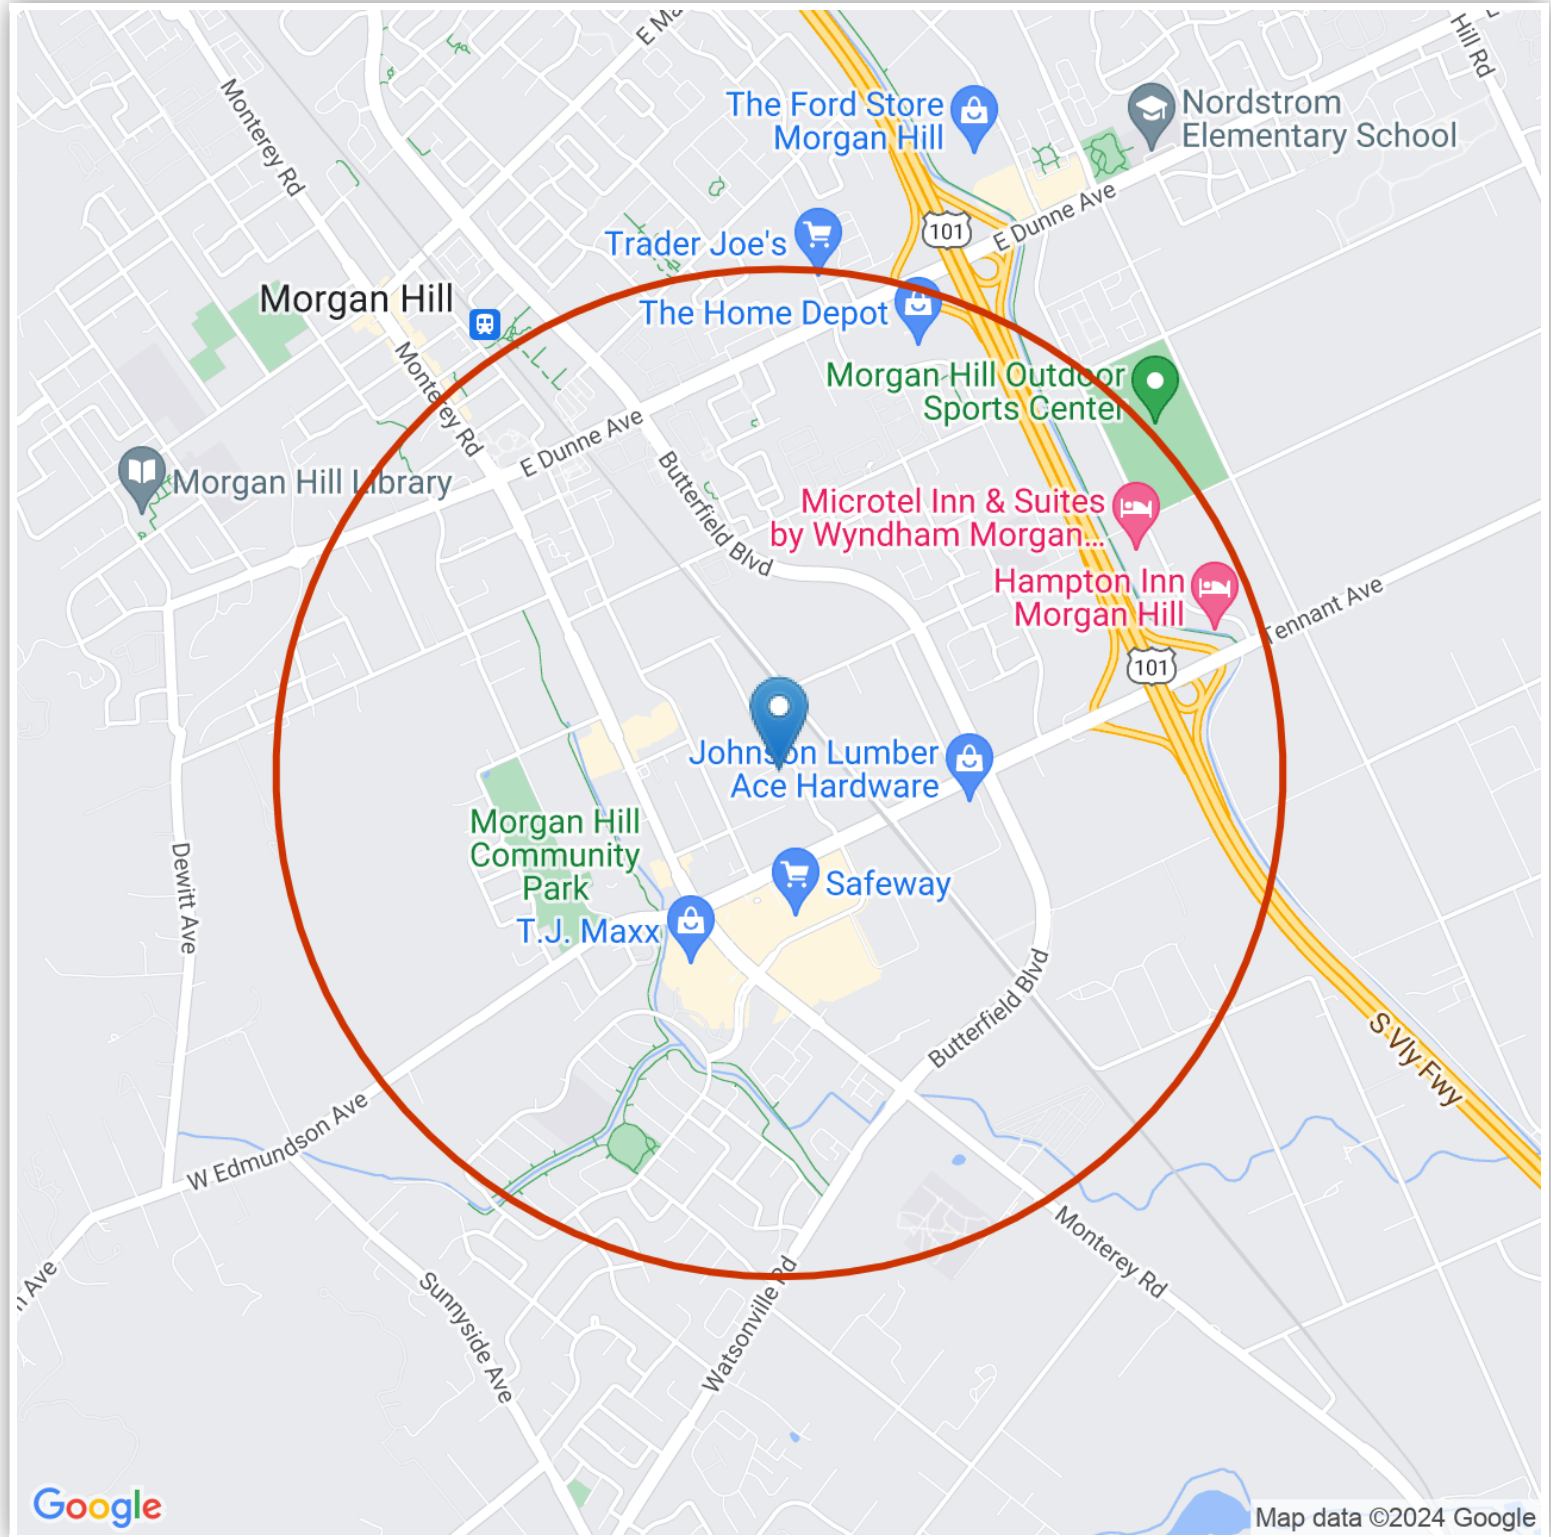 E Ma
Hill Rd
Monterey Rd
The Ford Store
Morgan Hill
Nordstrom
Elementary School
101
E Dunne Ave
Trader Joe's
Morgan Hill
The Home Depot
Monterey Rd
Morgan Hill Outdoor
Sports Center
E Dunne Ave
Morgan Hill Library
Butterfield Blvd
Microtel Inn & Suites
by Wyndham Morgan...
Hampton Inn
Morgan Hill
Tennant Ave
101
Johnson Lumber
Ace Hardware
Morgan Hill
Community
Park
Dewitt Ave
Safeway
T.J. Maxx
Butterfield Blvd
S Vly Fwy
W Edmundson Ave
Monterey Rd
n Ave
Sunnyside Ave
Watsonville Rd
Google
Map data ©2024 Google